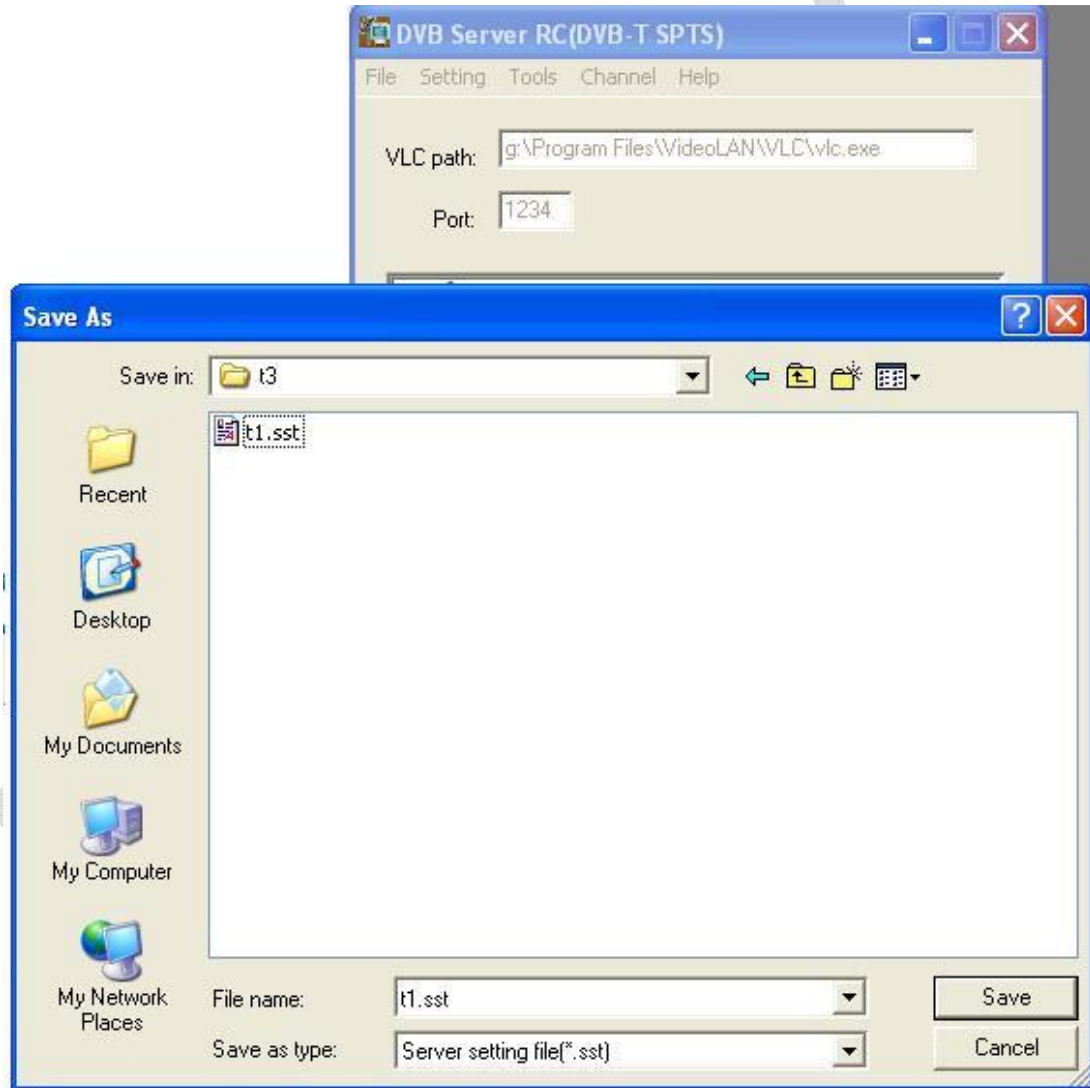 DVB Server RC(DVB-T SPTS)
File Setting Tools Channel Help
VLC path: g:\Program Files\VideoLAN\VLC\vlc.exe
Port: 1234
Save As
Save in: t3
t1.sst
Recent
Desktop
My Documents
My Computer
My Network
Places
File name: t1.sst Save
Save as type: Server setting file(*.sst) Cancel